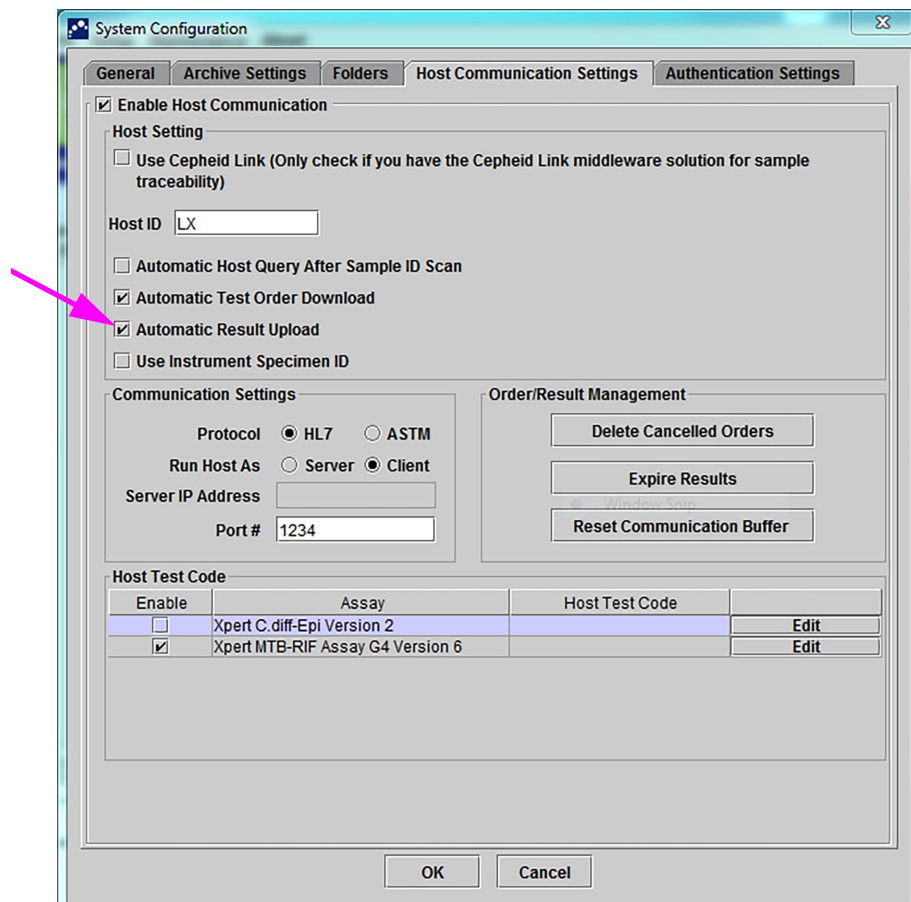 System Configuration
General Archive Settings Folders Host Communication Settings Authentication Settings
Enable Host Communication
Host Setting
Use Cepheid Link (Only check if you have the Cepheid Link middleware solution for sample
traceability)
Host ID LX
Automatic Host Query After Sample ID Scan
Automatic Test Order Download
Automatic Result Upload
Use Instrument Specimen ID
Communication Settings
Protocol HL7 ASTM
Run Host As Server Client
Server IP Address
Port # 1234
Order/Result Management
Delete Cancelled Orders
Expire Results
Window Snip
Reset Communication Buffer
Host Test Code
Enable Assay Host Test Code
Xpert C.diff-Epi Version 2 Edit
Xpert MTB-RIF Assay G4 Version 6 Edit
OK Cancel